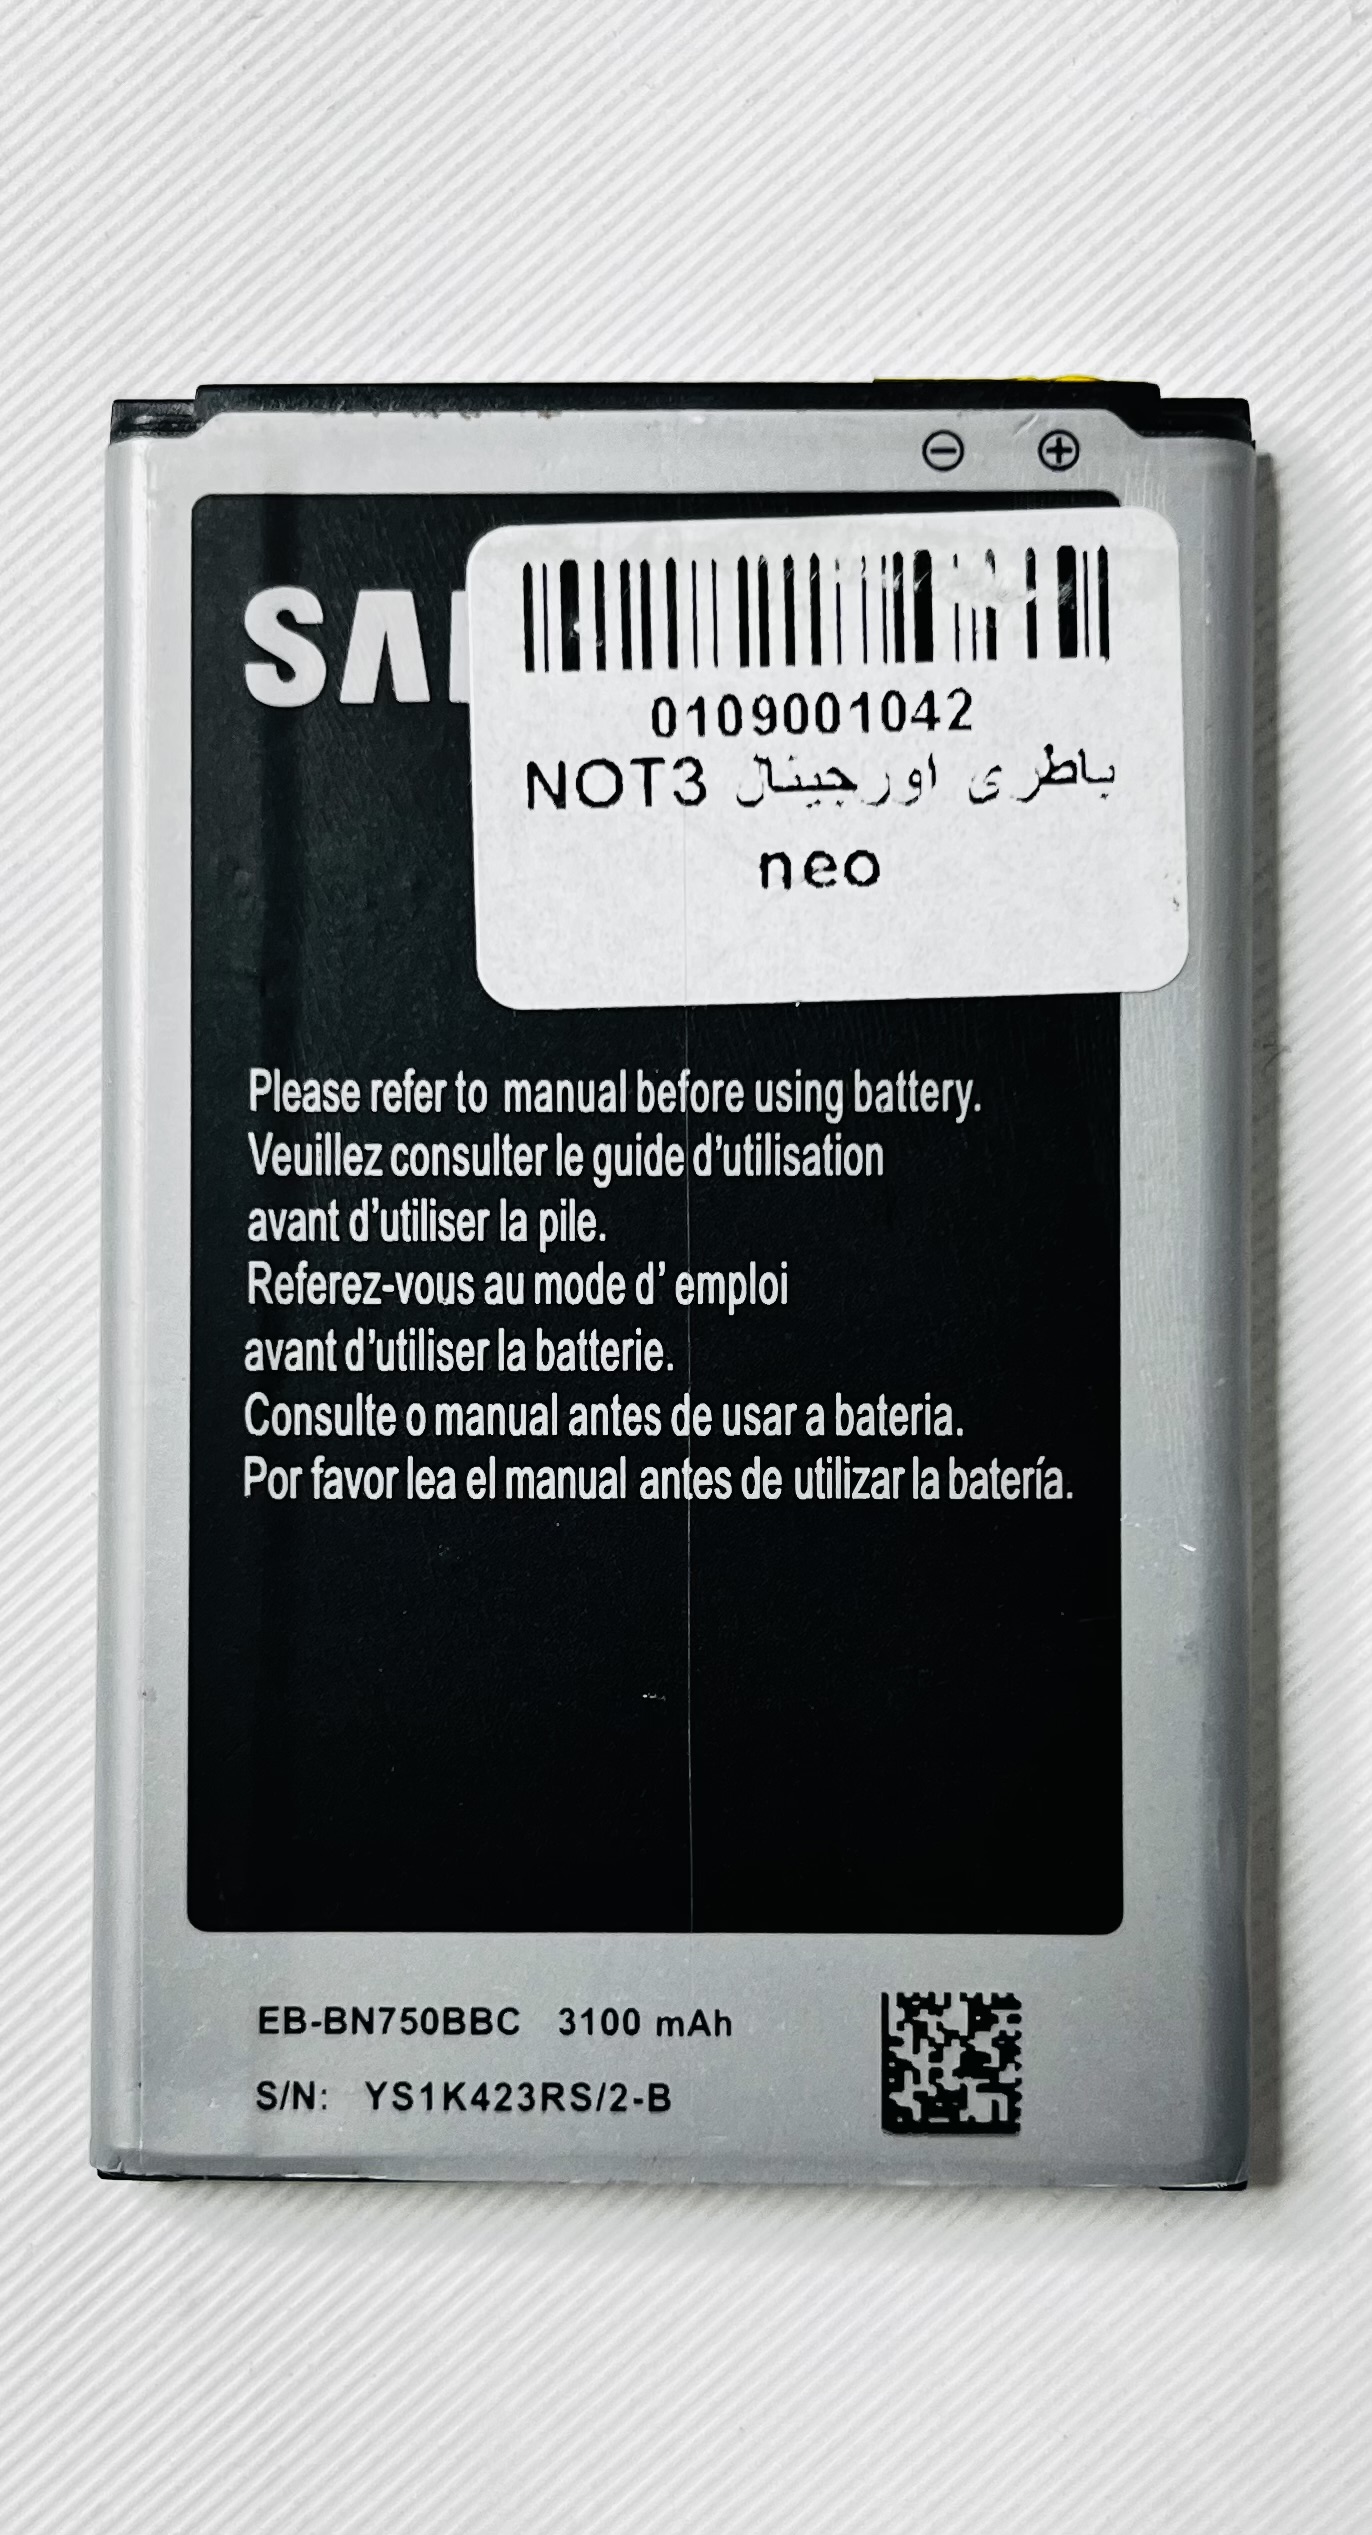 SA
0109001042
باطرى اورجينال NOT3
neo
Please refer to manual before using battery.
Veuillez consulter le guide d'utilisation
avant d'utiliser la pile.
Referez-vous au mode d' emploi
avant d'utiliser la batterie.
Consulte o manual antes de usar a bateria.
Por favor lea el manual antes de utilizar la batería.
EB-BN750BBC 3100 mAh
S/N: YS1K423RS/2-B